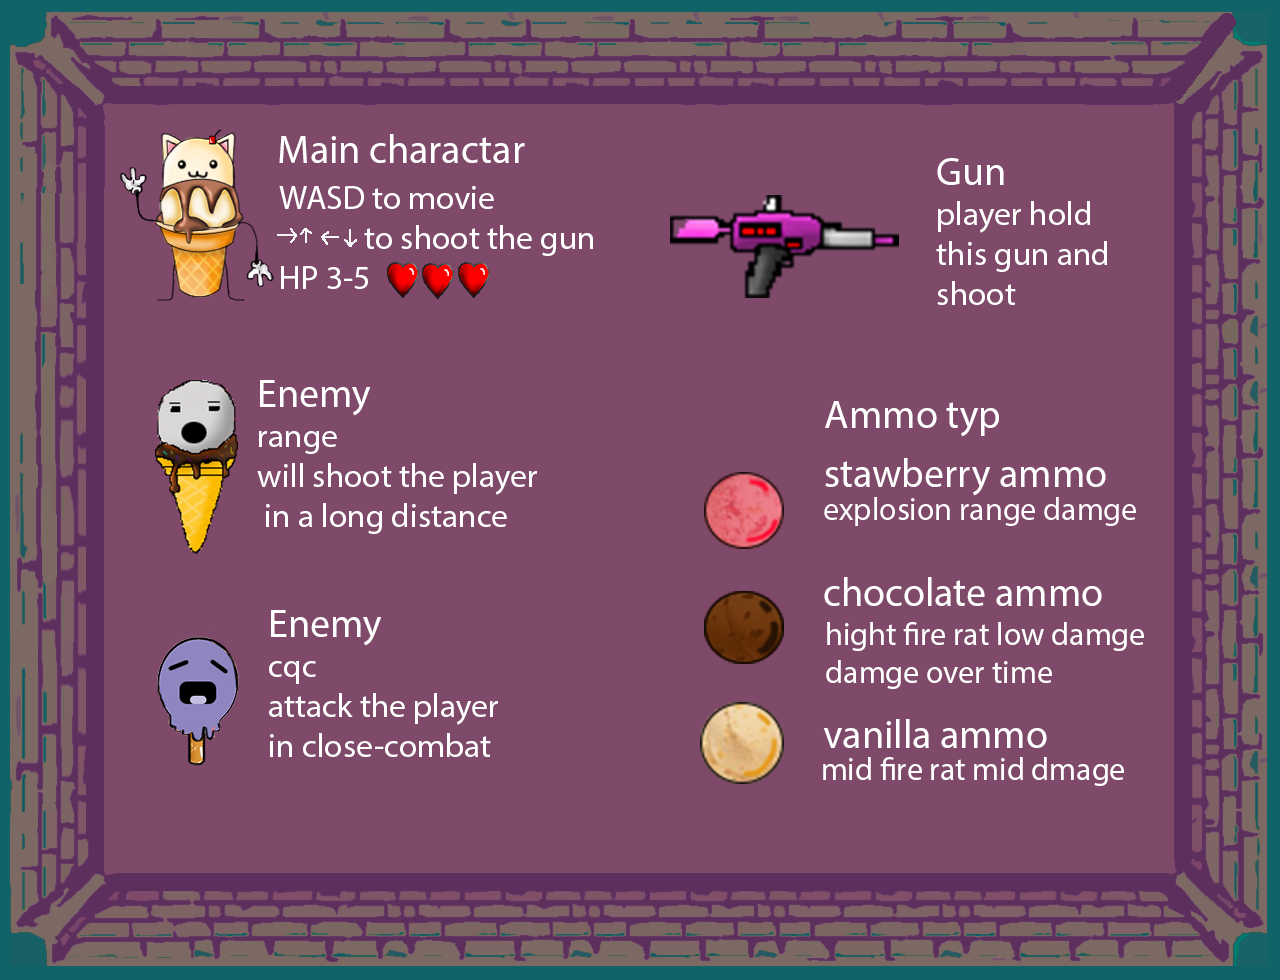 Main charactar
WASD to movie
→↑ ←↓ to shoot the gun
HP 3-5
Gun
player hold
this gun and
shoot
Enemy
range
will shoot the player
in a long distance
Enemy
cqc
attack the player
in close-combat
Ammo typ
stawberry ammo
explosion range damge
chocolate ammo
hight fire rat low damge
damge over time
vanilla ammo
mid fire rat mid dmage